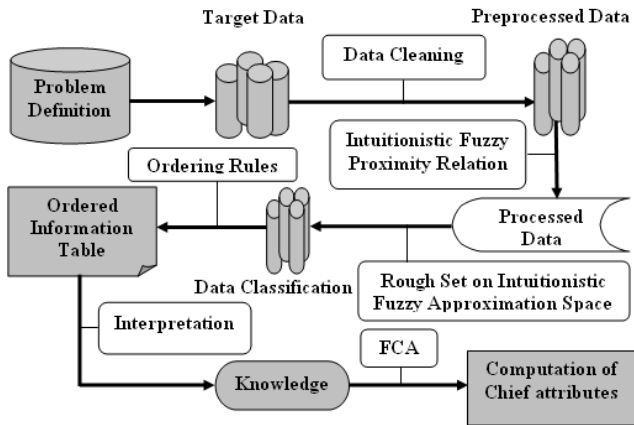 Target Data
Preprocessed Data
Problem
Definition
Data Cleaning
Intuitionistic Fuzzy
Proximity Relation
Ordering Rules
Ordered
Information
Table
Processed
Data
Data Classification
Rough Set on Intuitionistic
Fuzzy Approximation Space
Interpretation
FCA
Knowledge
Computation of
Chief attributes